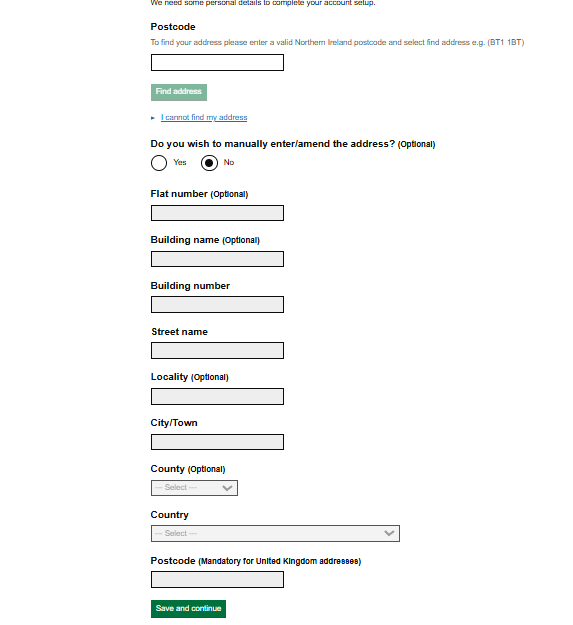 We need some personal details to complete your account setup.
Postcode
To find your address please enter a valid Northern Ireland postcode and select find address e.g. (BT1 1BT)
Find address
I cannot find my address
Do you wish to manually enter/amend the address? (Optional)
Yes No
Flat number (Optional)
Building name (Optional)
Building number
Street name
Locality (Optional)
City/Town
County (Optional)
--- Select ---
Country
--- Select ---
Postcode (Mandatory for United Kingdom addresses)
Save and continue